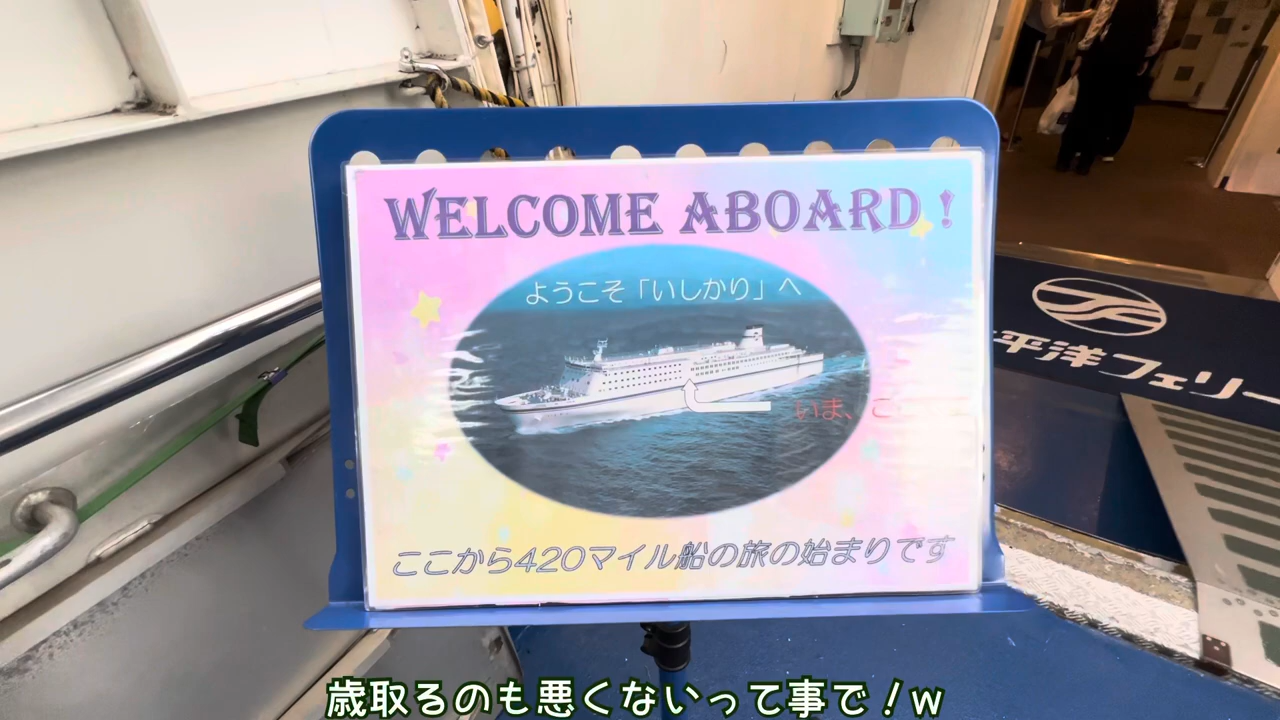 WELCOME ABOARD !
ようこそ「いしかり」へ
いま、こ
ここから420マイル船の旅の始まりです
平洋フェリー
歳取るのも悪くないって事で！w